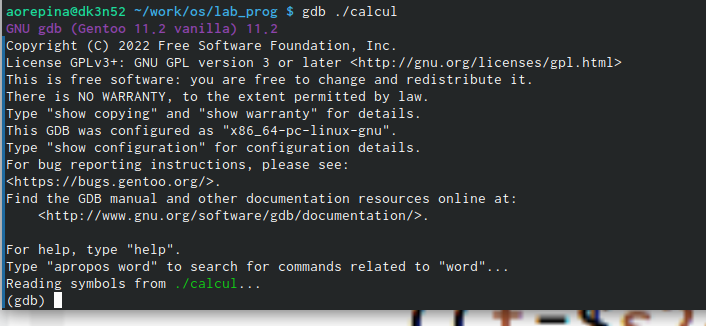 aorepina@dk3n52 ~/work/os/lab_prog $ gdb ./calcul
GNU gdb (Gentoo 11.2 vanilla) 11.2
Copyright (C) 2022 Free Software Foundation, Inc.
License GPLv3+: GNU GPL version 3 or later <http://gnu.org/licenses/gpl.html>
This is free software: you are free to change and redistribute it.
There is NO WARRANTY, to the extent permitted by law.
Type "show copying" and "show warranty" for details.
This GDB was configured as "x86_64-pc-linux-gnu".
Type "show configuration" for configuration details.
For bug reporting instructions, please see:
<https://bugs.gentoo.org/>.
Find the GDB manual and other documentation resources online at:
    <http://www.gnu.org/software/gdb/documentation/>.

For help, type "help".
Type "apropos word" to search for commands related to "word"...
Reading symbols from ./calcul...
(gdb)